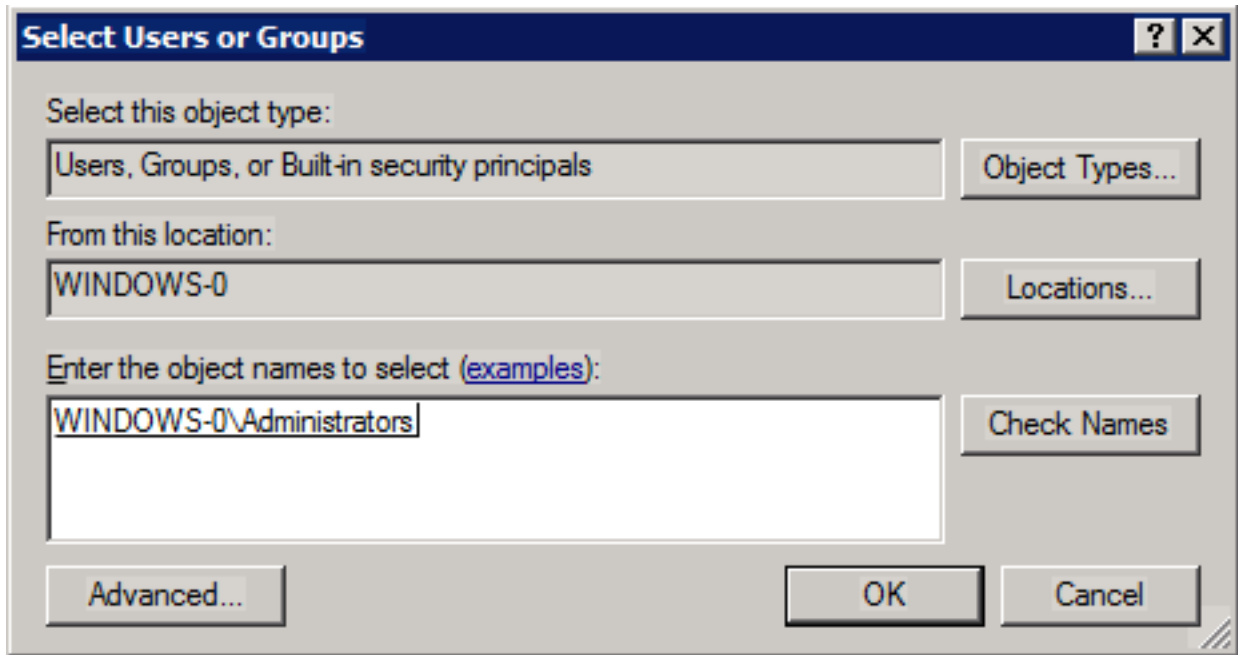 Select Users or Groups
Select this object type:
Users, Groups, or Built-in security principals
Object Types...
From this location:
WINDOWS-0
Locations...
Enter the object names to select (examples):
WINDOWS-0\Administrators
Check Names
Advanced...
OK
Cancel